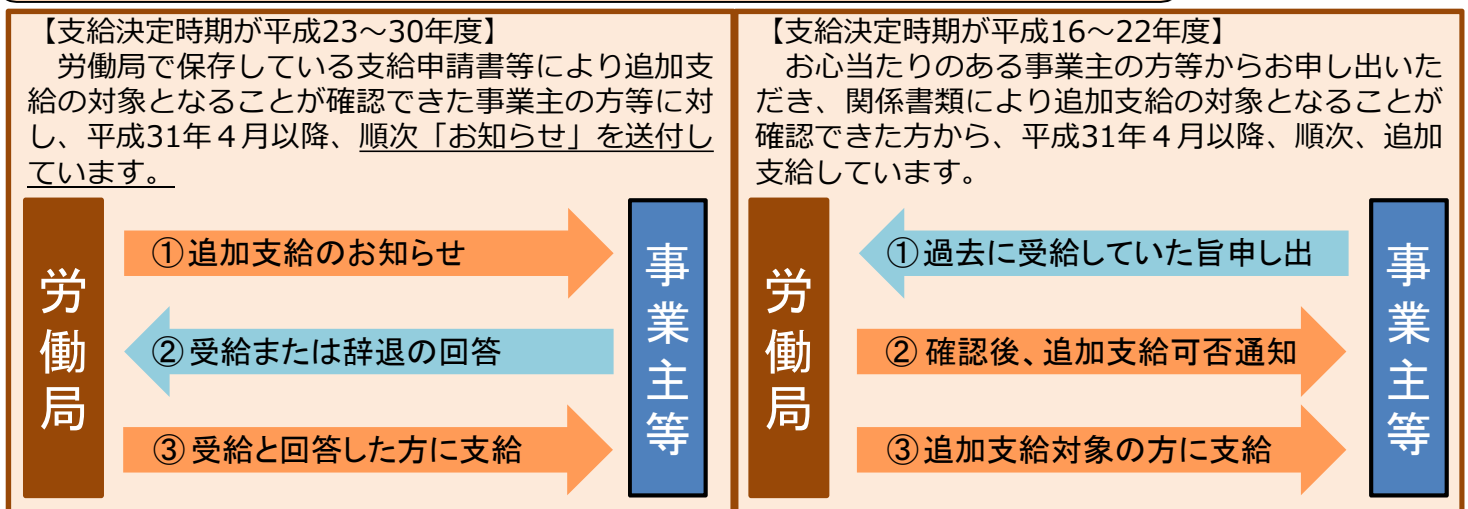 【支給決定時期が平成23～30年度】
　労働局で保存している支給申請書等により追加支
給の対象となることが確認できた事業主の方等に対
し、平成31年４月以降、順次「お知らせ」を送付し
ています。
労働局
①追加支給のお知らせ
②受給または辞退の回答
③受給と回答した方に支給
事業主等
【支給決定時期が平成16～22年度】
　お心当たりのある事業主の方等からお申し出いた
だき、関係書類により追加支給の対象となることが
確認できた方から、平成31年４月以降、順次、追加
支給しています。
労働局
①過去に受給していた旨申し出
②確認後、追加支給可否通知
③追加支給対象の方に支給
事業主等